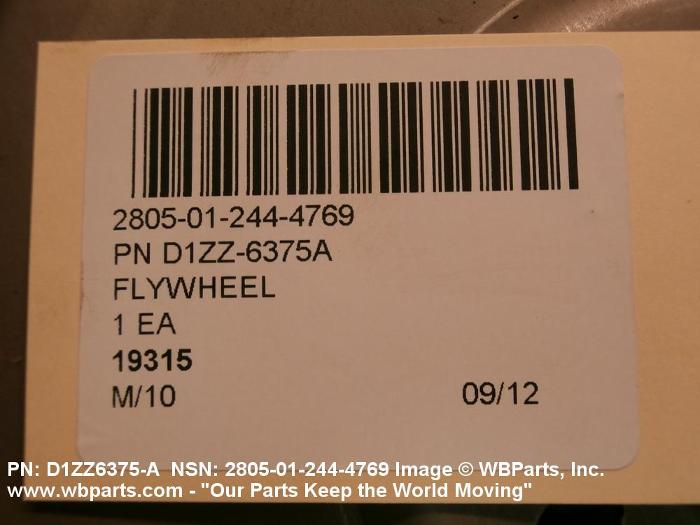 2805-01-244-4769
PN D1ZZ-6375A
FLYWHEEL
1 EA
19315
M/10 09/12
PN: D1ZZ6375-A NSN: 2805-01-244-4769 Image © WBParts, Inc.
www.wbparts.com - "Our Parts Keep the World Moving"